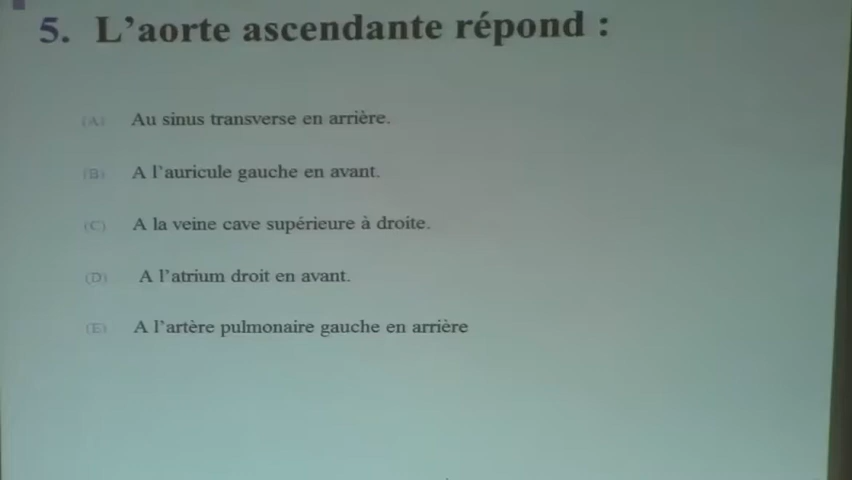 5. L'aorte ascendante répond :
(A) Au sinus transverse en arrière.
(B) A l'auricule gauche en avant.
(C) A la veine cave supérieure à droite.
(D) A l'atrium droit en avant.
(E) A l'artère pulmonaire gauche en arrière